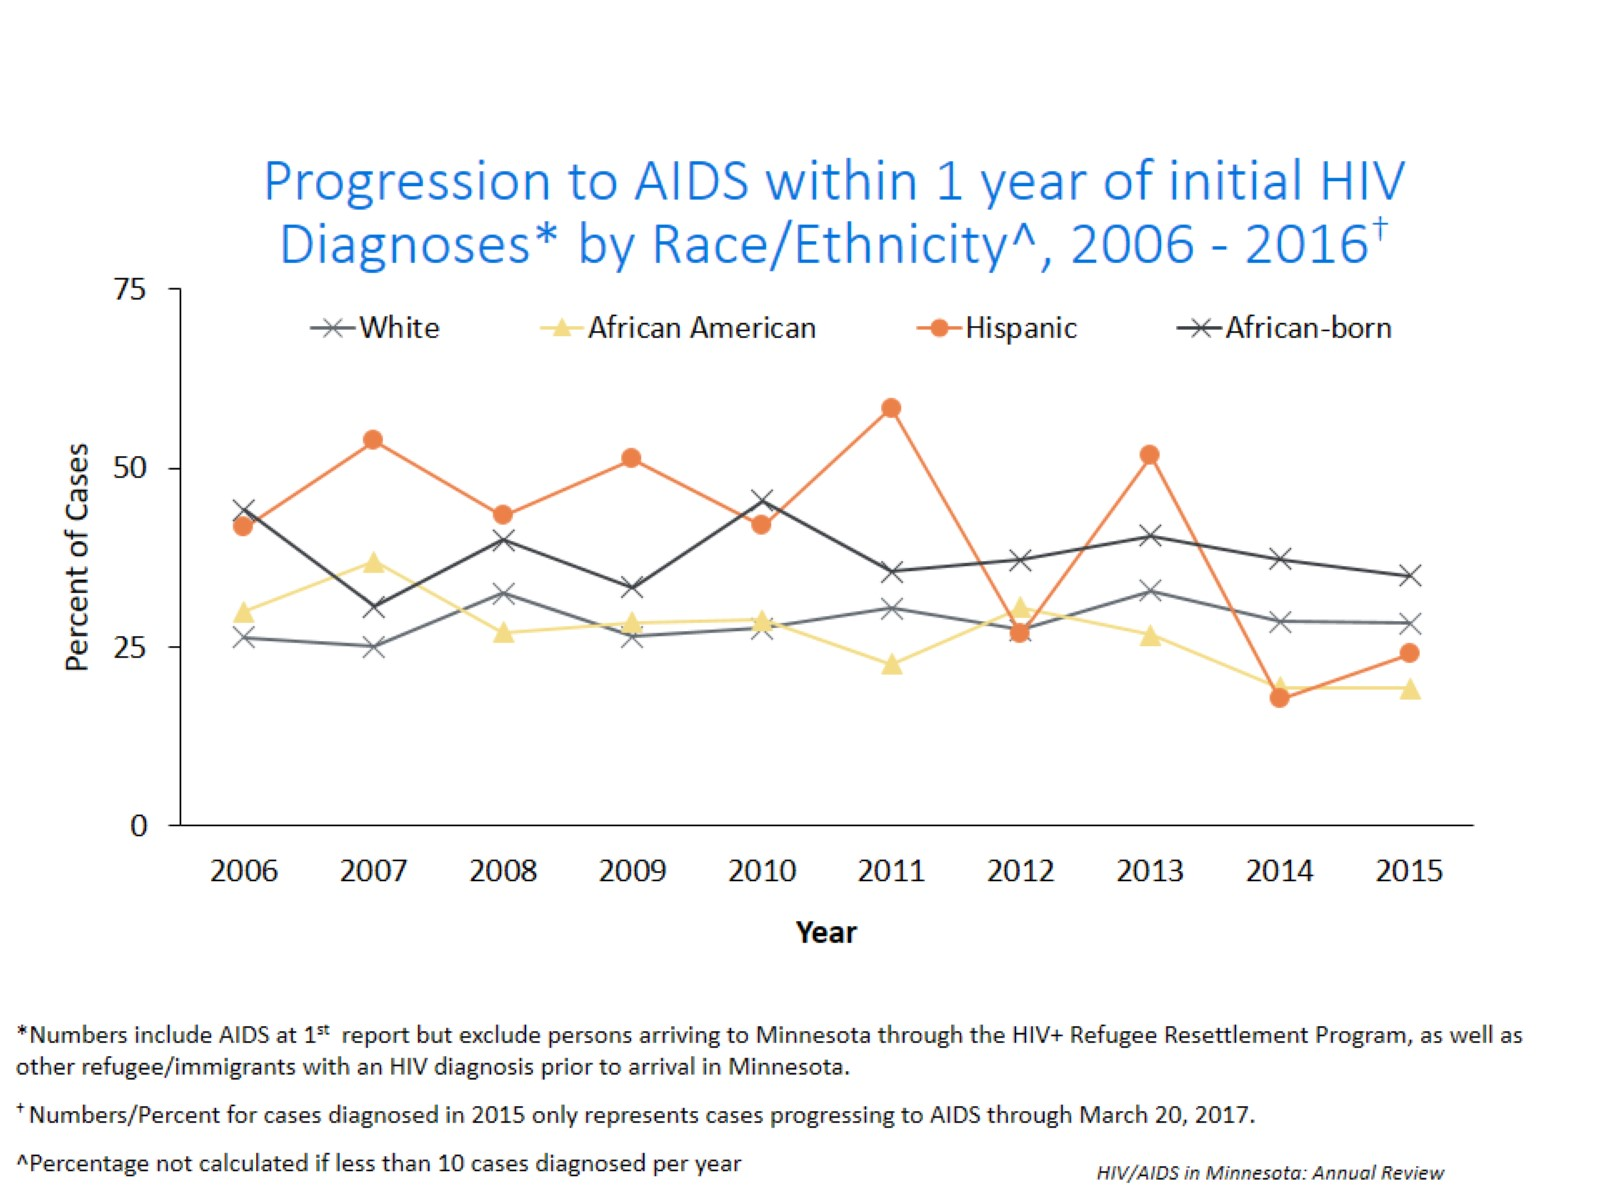 Progression to AIDS within 1 year of initial HIV
Diagnoses* by Race/Ethnicity^, 2006 - 2016†
75
White African American Hispanic African-born
50
25
0
Percent of Cases
2006 2007 2008 2009 2010 2011 2012 2013 2014 2015
Year
*Numbers include AIDS at 1st report but exclude persons arriving to Minnesota through the HIV+ Refugee Resettlement Program, as well as
other refugee/immigrants with an HIV diagnosis prior to arrival in Minnesota.
† Numbers/Percent for cases diagnosed in 2015 only represents cases progressing to AIDS through March 20, 2017.
^Percentage not calculated if less than 10 cases diagnosed per year
HIV/AIDS in Minnesota: Annual Review